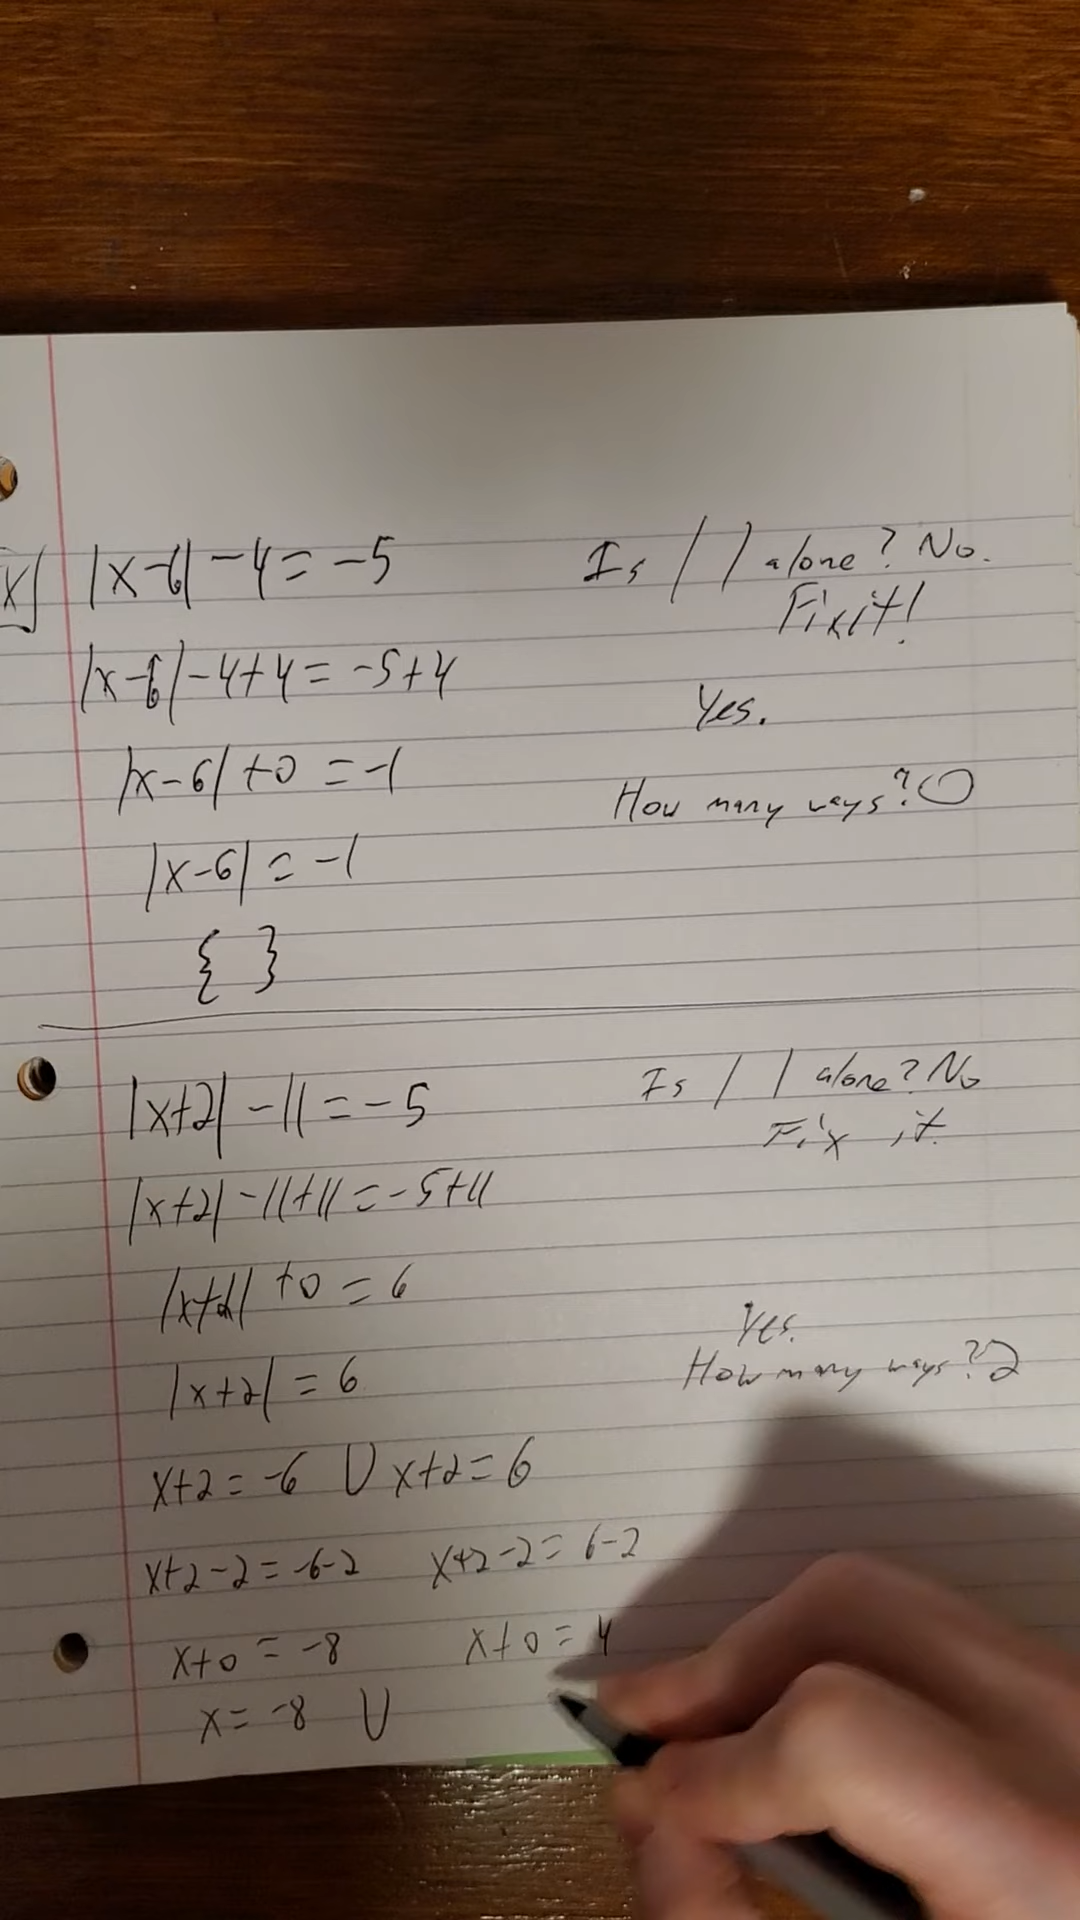 X] |x-6| -4 = -5 Is | | alone? No.
Fix it!
|x-6| -4+4 = -5+4
Yes.
|x-6| +0 = -1
How many ways? 0
|x-6| = -1
{ }
|x+2| -11 = -5 Is | | alone? No
Fix it.
|x+2| -11+11 = -5+11
|x+2| +0 = 6
Yes.
|x+2| = 6 How many ways? 2
x+2 = -6 U x+2 = 6
x+2-2 = -6-2 x+2-2 = 6-2
x+0 = -8 x+0 = 4
x = -8 U